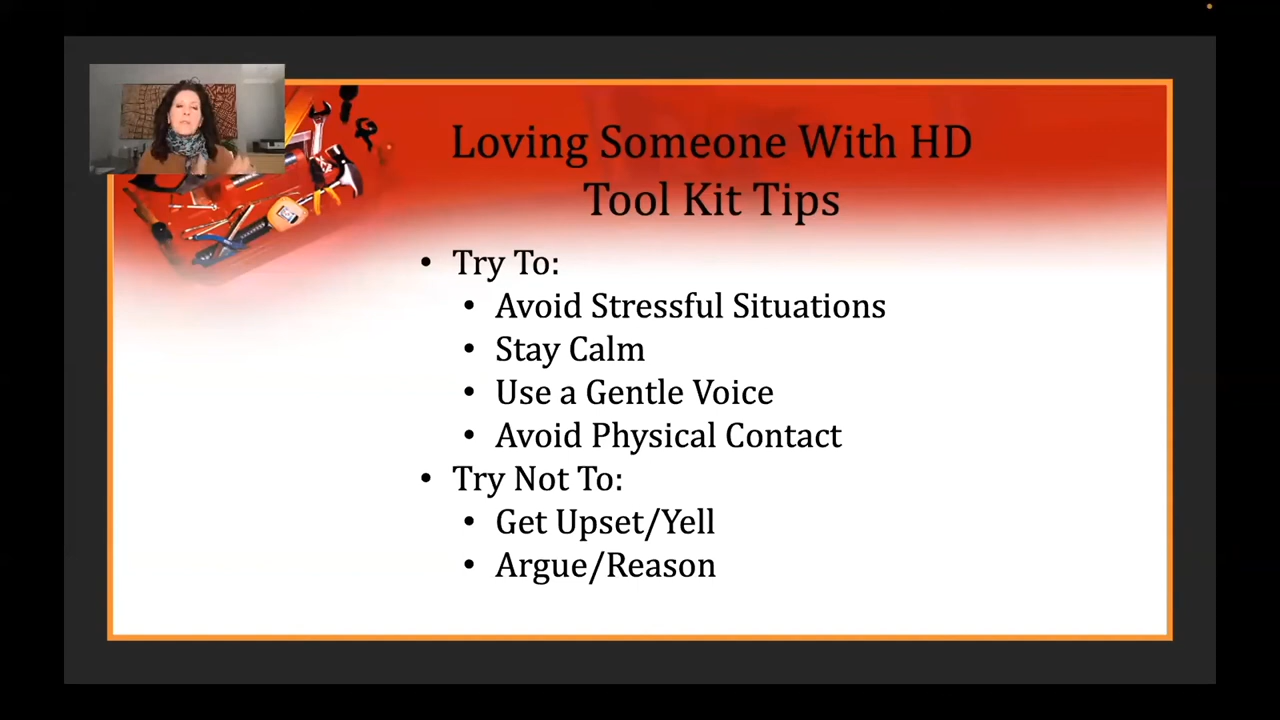 Loving Someone With HD
Tool Kit Tips
• Try To:
• Avoid Stressful Situations
• Stay Calm
• Use a Gentle Voice
• Avoid Physical Contact
• Try Not To:
• Get Upset/Yell
• Argue/Reason